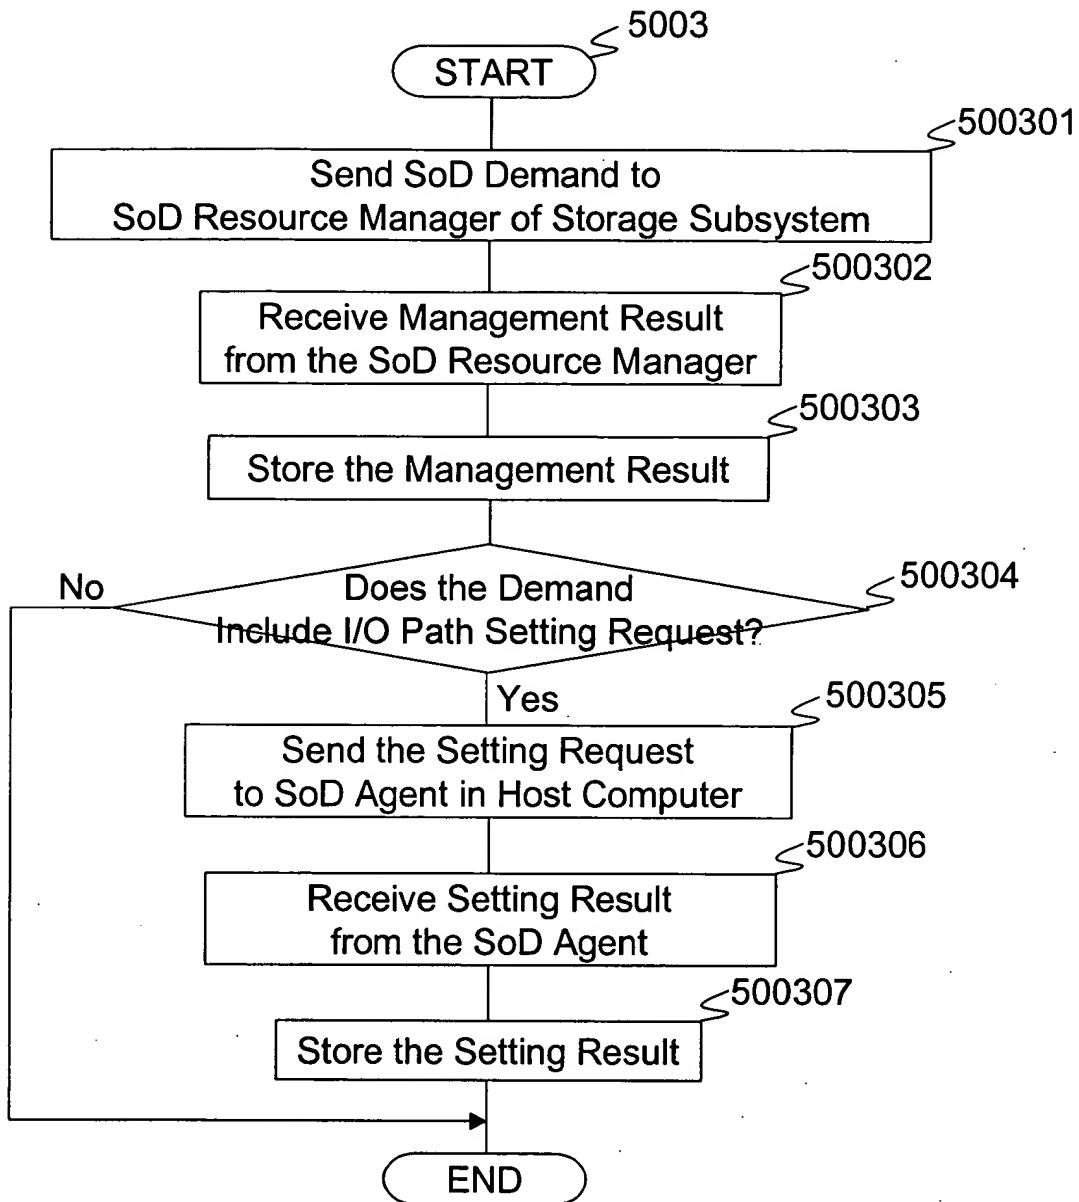 5003
START
500301
Send SoD Demand to
SoD Resource Manager of Storage Subsystem
500302
Receive Management Result
from the SoD Resource Manager
500303
Store the Management Result
500304
No
Does the Demand
Include I/O Path Setting Request?
Yes
500305
Send the Setting Request
to SoD Agent in Host Computer
500306
Receive Setting Result
from the SoD Agent
500307
Store the Setting Result
END